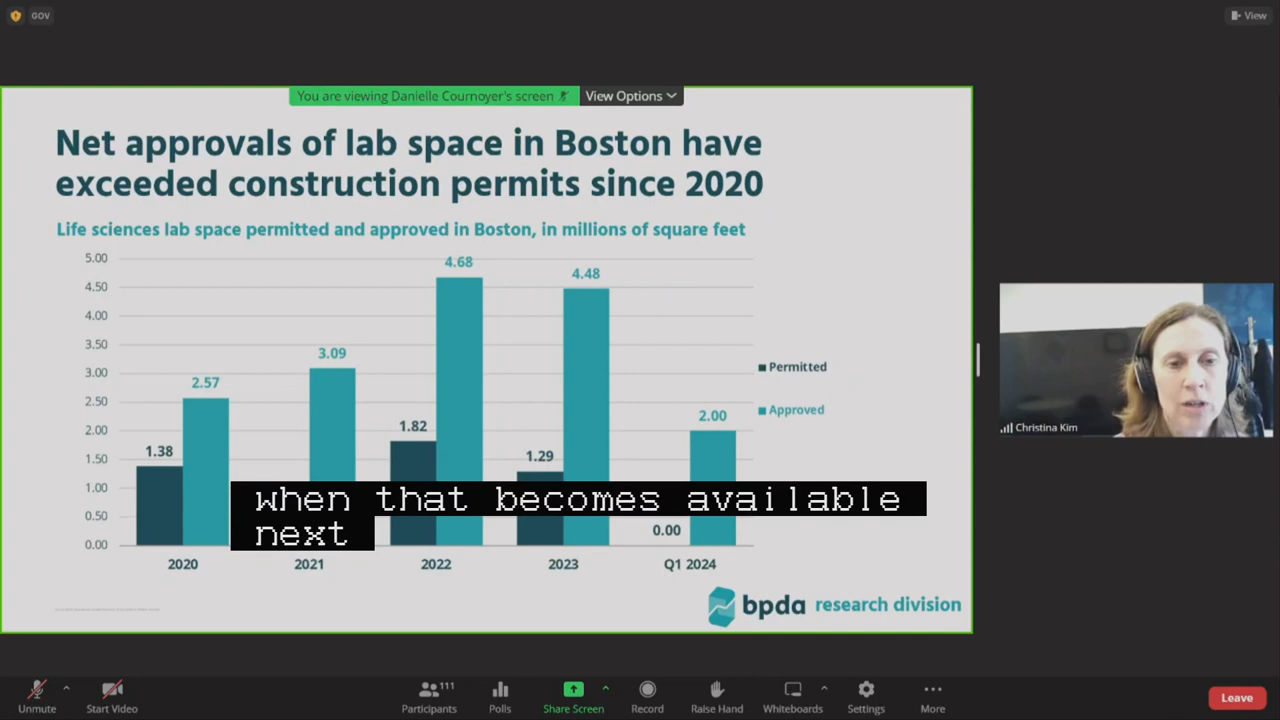 GOV
View
You are viewing Danielle Cournoyer's screen
View Options
Net approvals of lab space in Boston have
exceeded construction permits since 2020
Life sciences lab space permitted and approved in Boston, in millions of square feet
5.00
4.50
4.00
3.50
3.00
2.50
2.00
1.50
1.00
0.50
0.00
1.38
2.57
3.09
1.82
4.68
1.29
4.48
0.00
2.00
Permitted
Approved
2020
2021
2022
2023
Q1 2024
when that becomes available
next
bpda research division
Christina Kim
Unmute
Start Video
Participants
111
Polls
Share Screen
Record
Raise Hand
Whiteboards
Settings
More
Leave